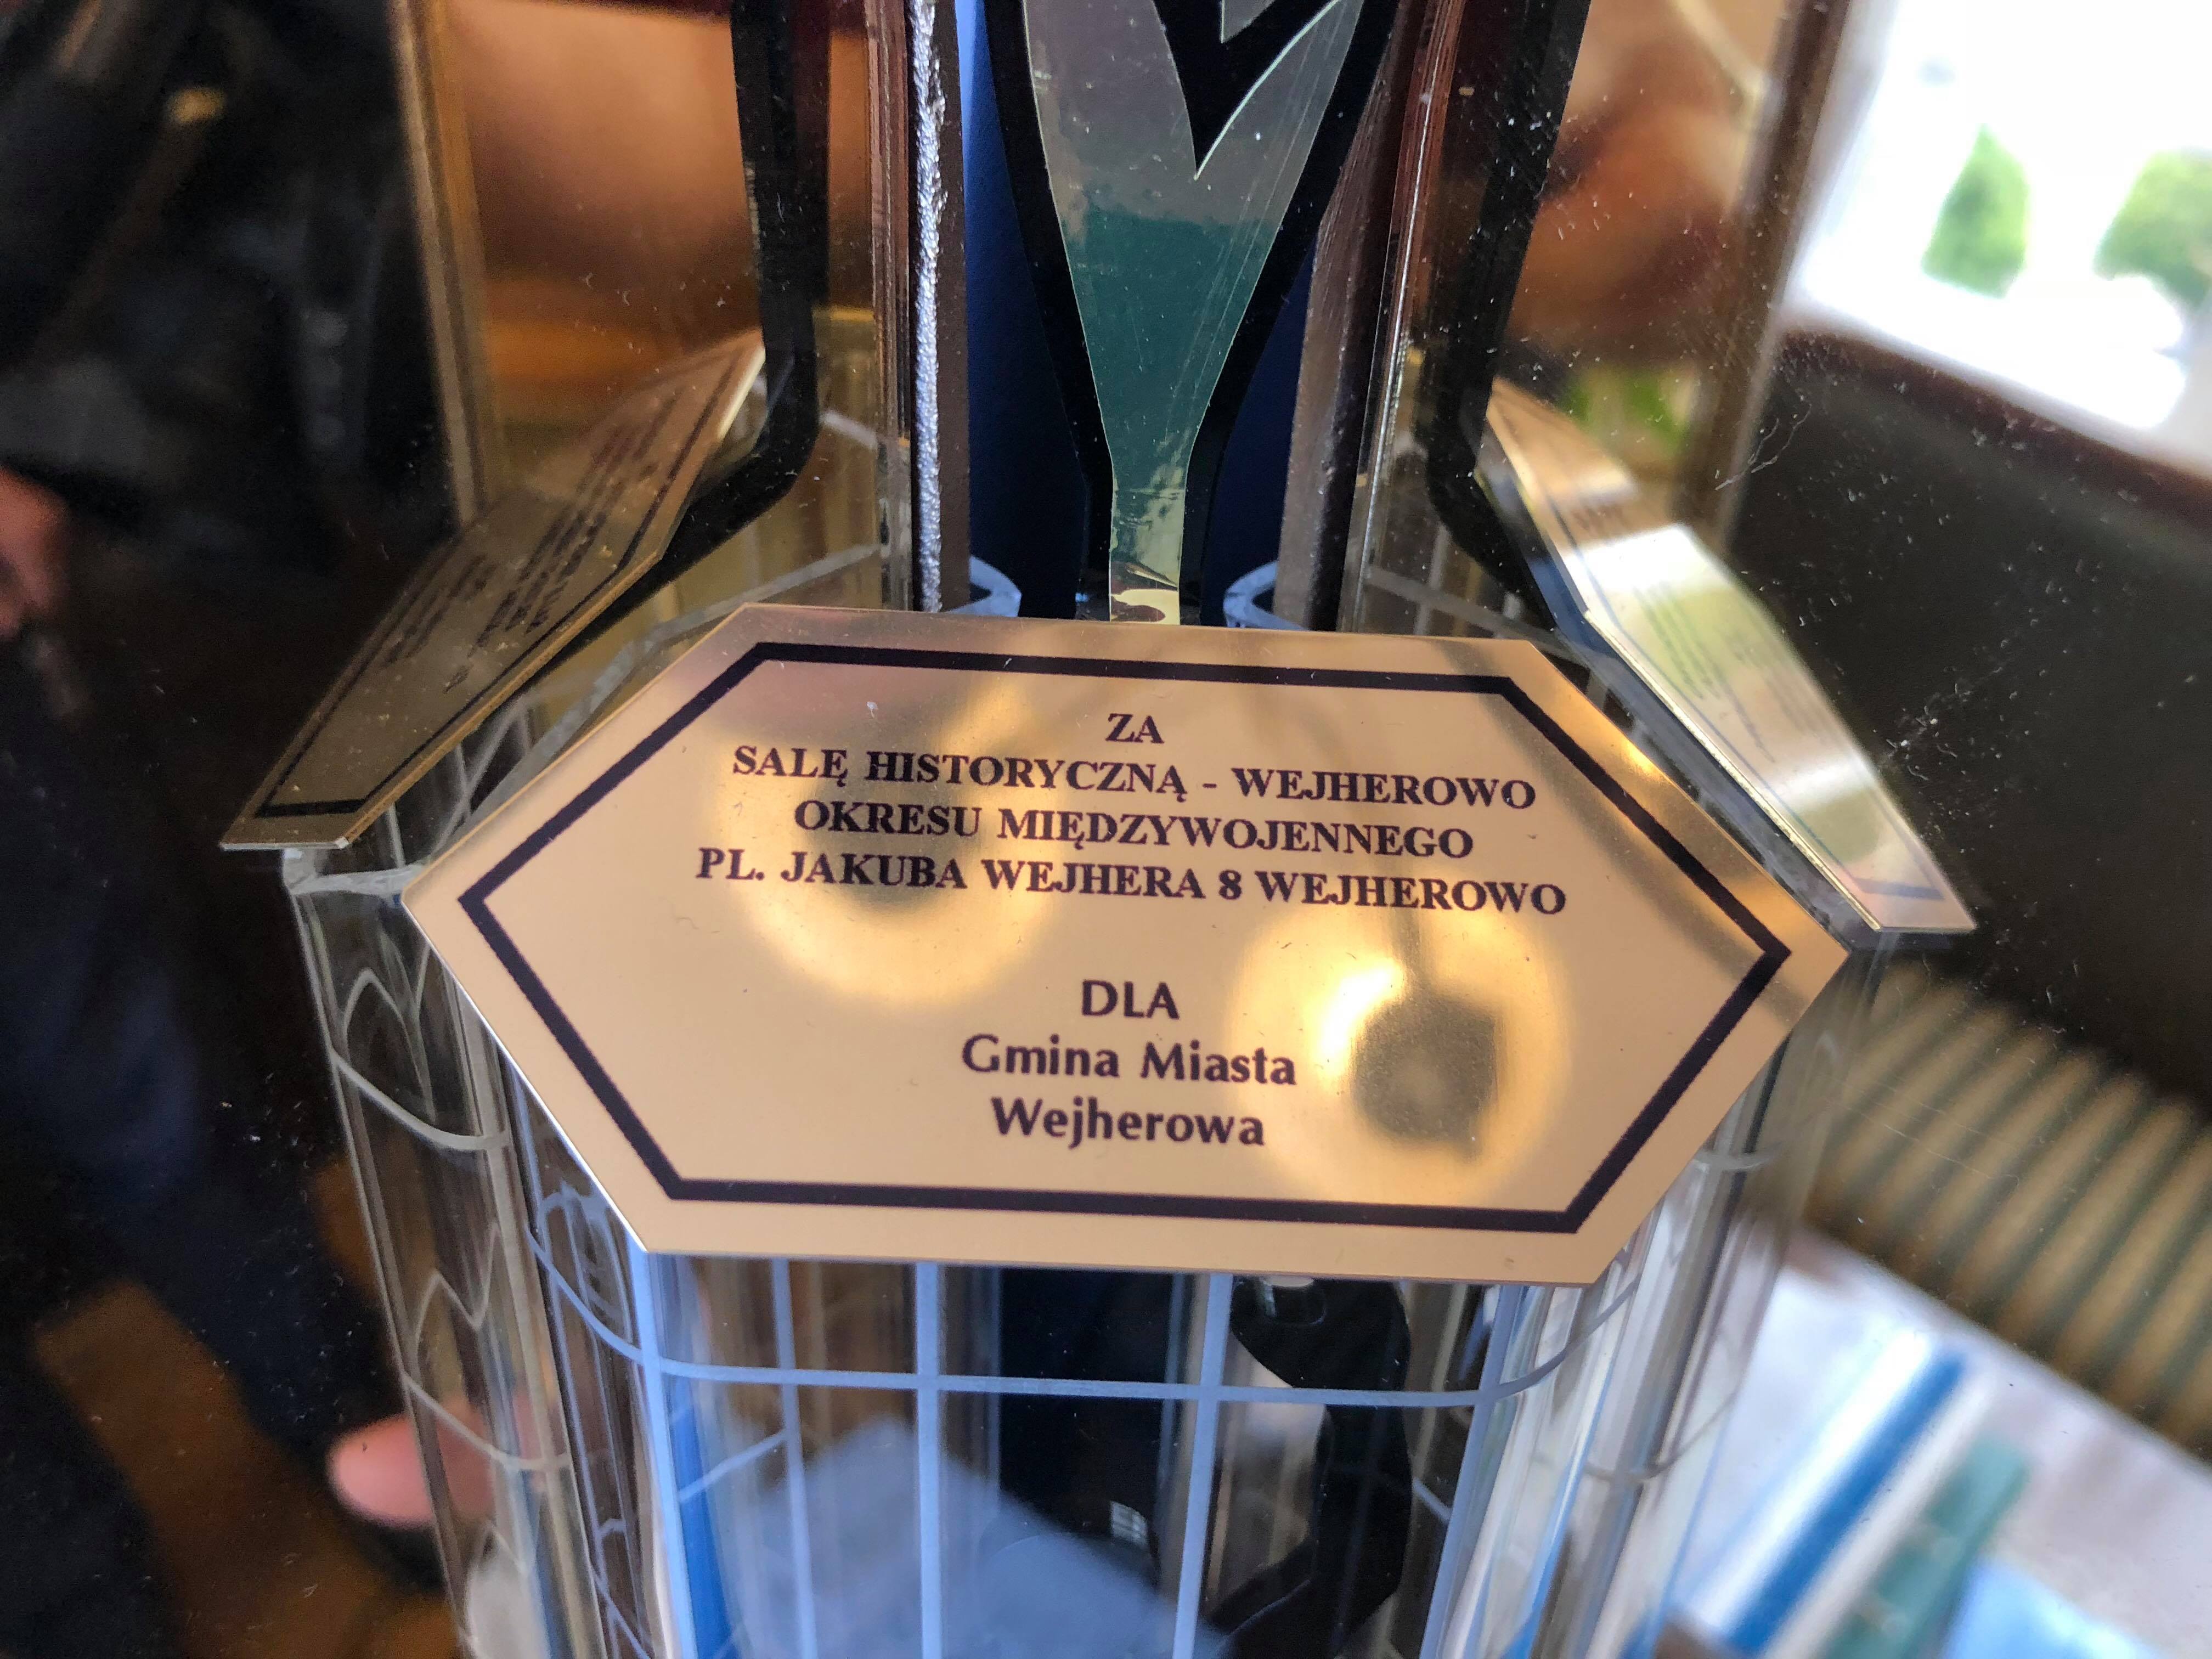 ZA
SALĘ HISTORYCZNĄ - WEJHEROWO
OKRESU MIĘDZYWOJENNEGO
PL. JAKUBA WEJHERA 8 WEJHEROWO
DLA
Gmina Miasta
Wejherowa